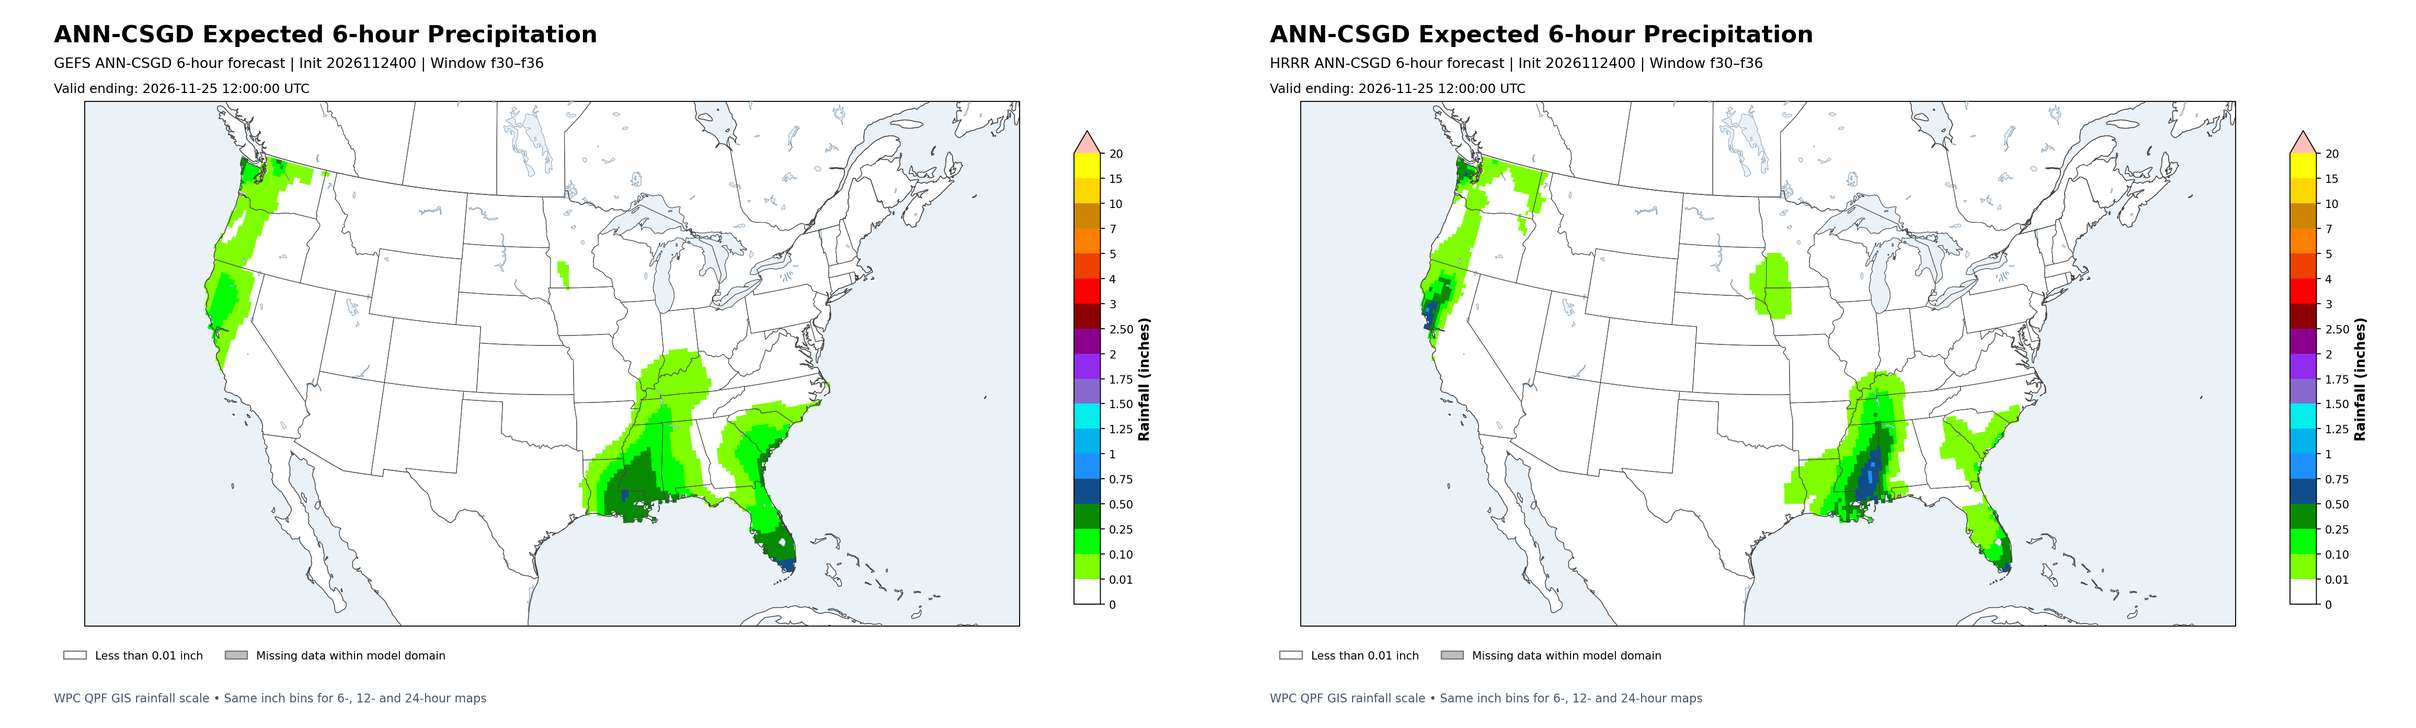 ANN-CSGD Expected 6-hour Precipitation
GEFS ANN-CSGD 6-hour forecast | Init 2026112400 | Window f30–f36
Valid ending: 2026-11-25 12:00:00 UTC
20
15
10
7
5
4
3
2.50
2
1.75
1.50
1.25
1
0.75
0.50
0.25
0.10
0.01
0
Rainfall (inches)
Less than 0.01 inch
Missing data within model domain
WPC QPF GIS rainfall scale • Same inch bins for 6-, 12- and 24-hour maps
ANN-CSGD Expected 6-hour Precipitation
HRRR ANN-CSGD 6-hour forecast | Init 2026112400 | Window f30–f36
Valid ending: 2026-11-25 12:00:00 UTC
20
15
10
7
5
4
3
2.50
2
1.75
1.50
1.25
1
0.75
0.50
0.25
0.10
0.01
0
Rainfall (inches)
Less than 0.01 inch
Missing data within model domain
WPC QPF GIS rainfall scale • Same inch bins for 6-, 12- and 24-hour maps